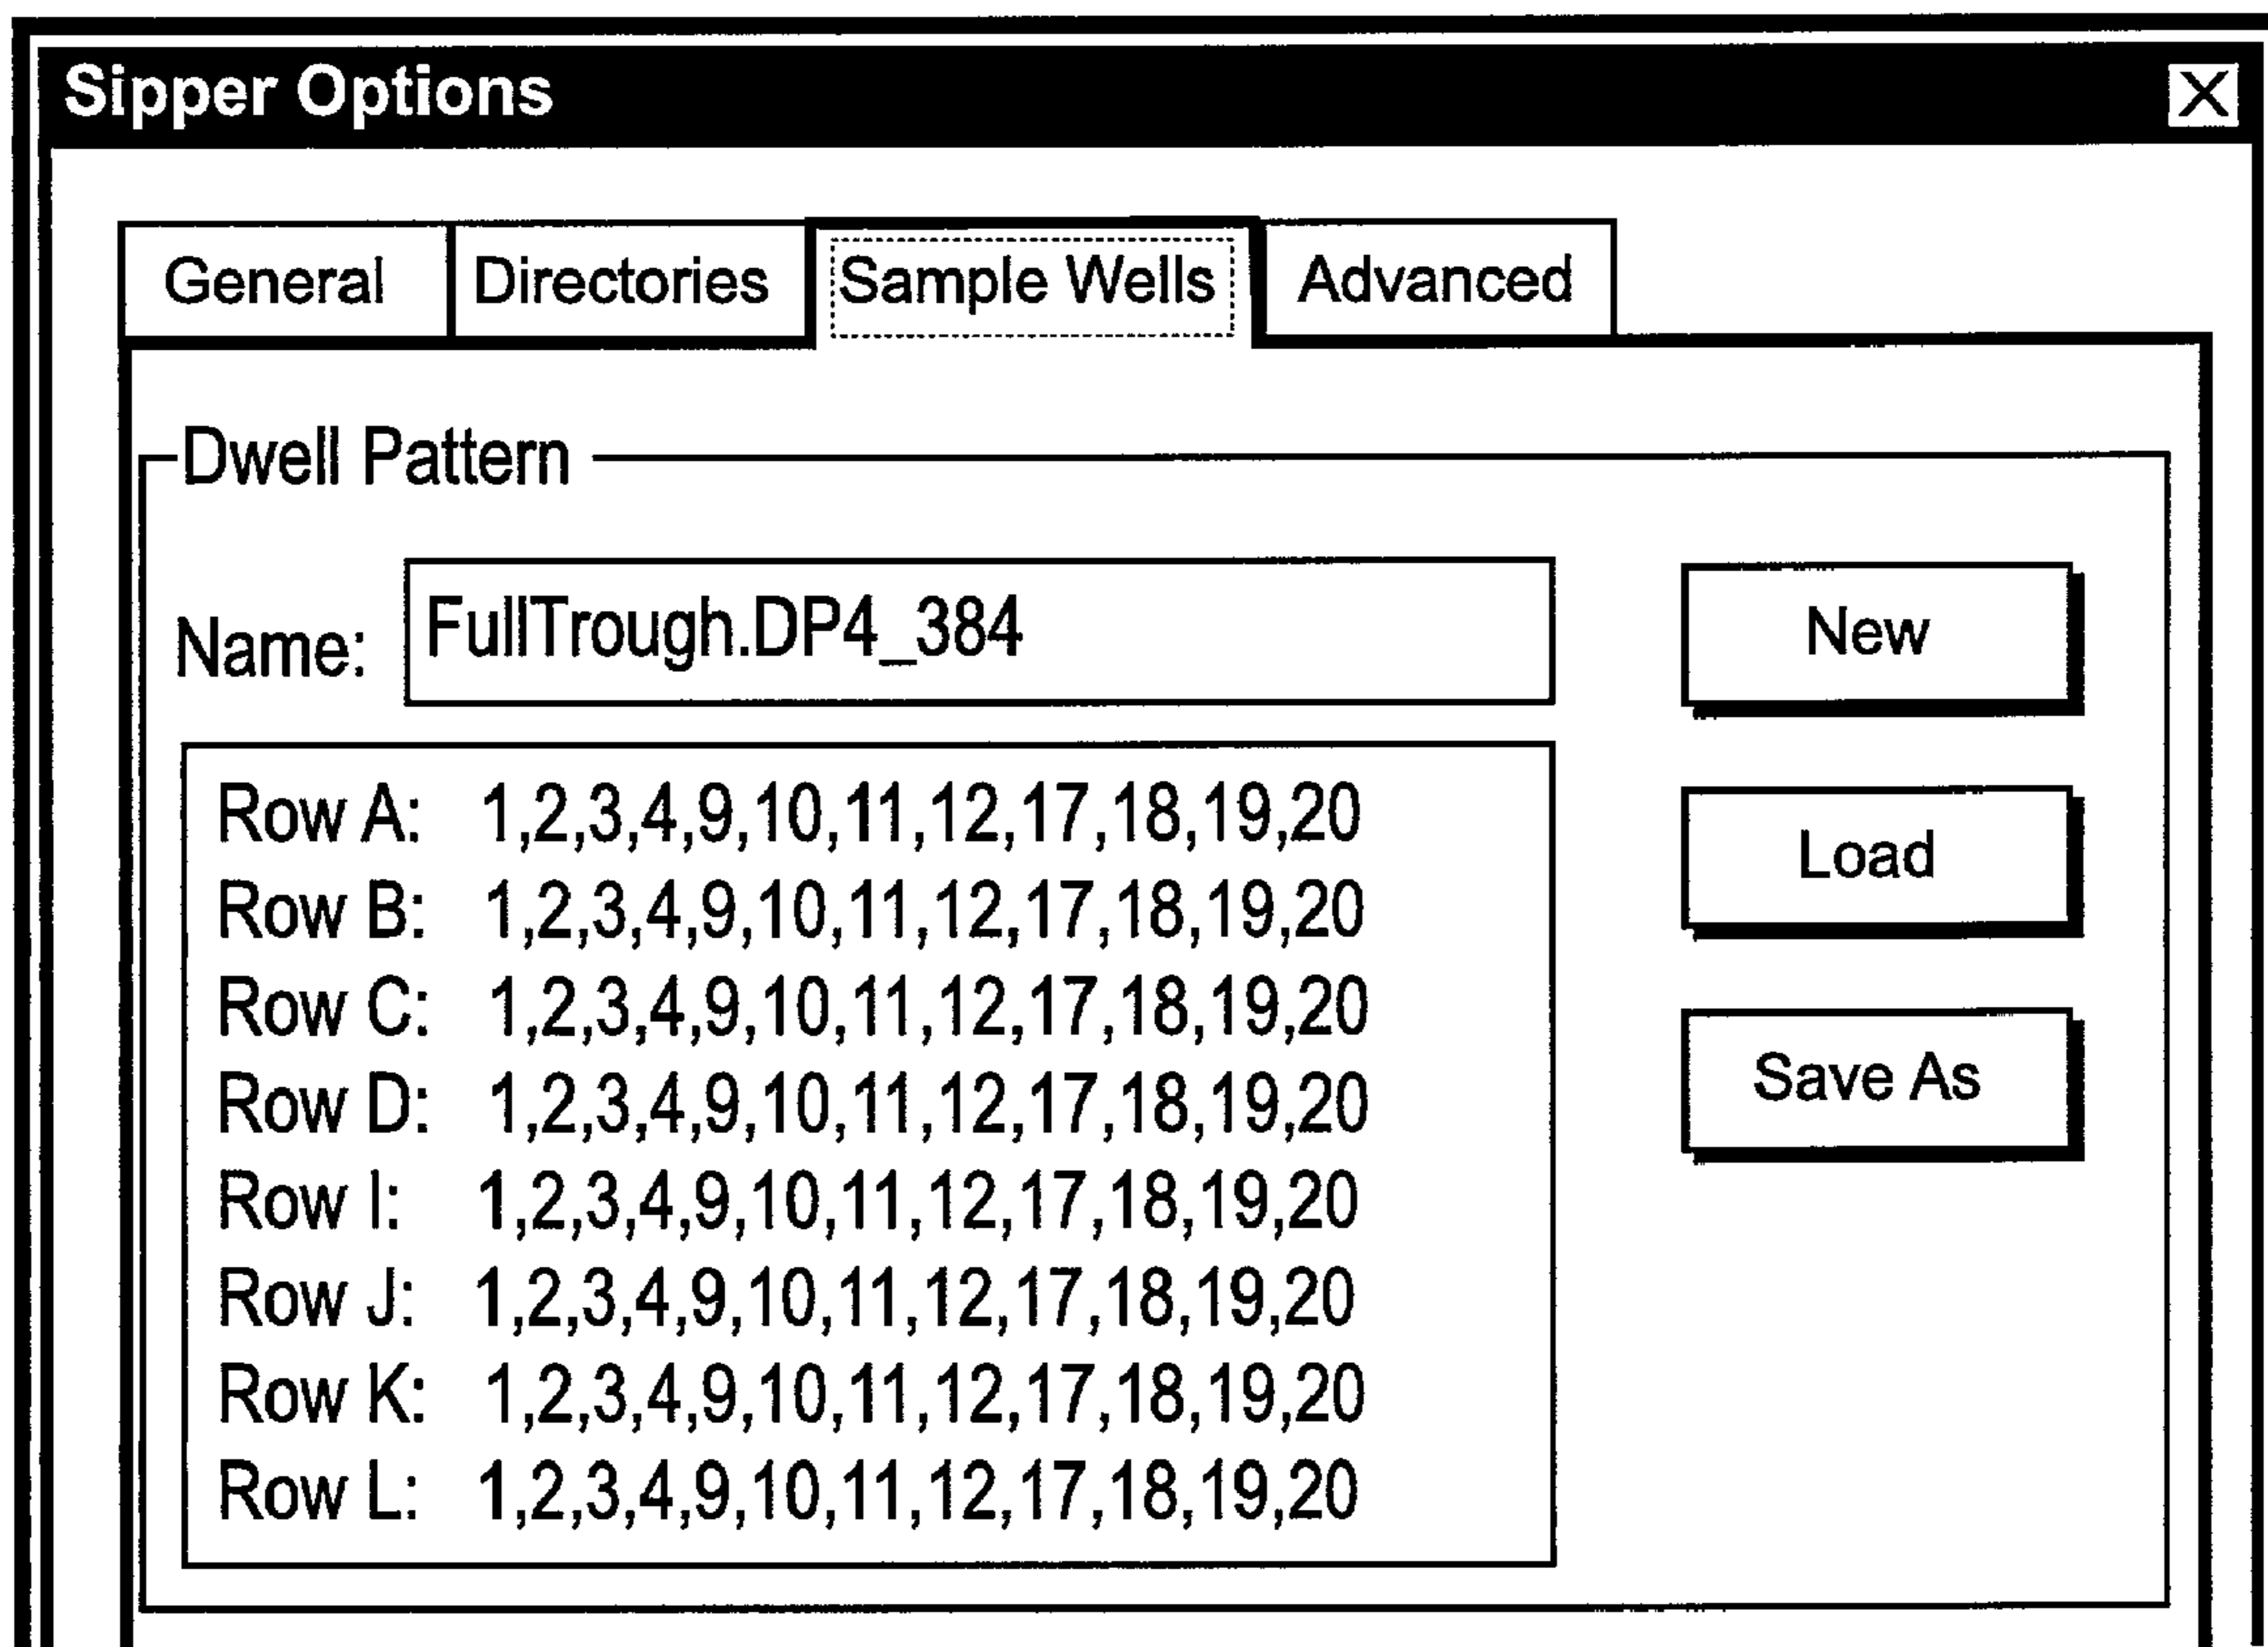 Sipper Options
General Directories Sample Wells Advanced
Dwell Pattern
Name: FullTrough.DP4_384
New
Row A: 1,2,3,4,9,10,11,12,17,18,19,20
Row B: 1,2,3,4,9,10,11,12,17,18,19,20
Row C: 1,2,3,4,9,10,11,12,17,18,19,20
Row D: 1,2,3,4,9,10,11,12,17,18,19,20
Row I: 1,2,3,4,9,10,11,12,17,18,19,20
Row J: 1,2,3,4,9,10,11,12,17,18,19,20
Row K: 1,2,3,4,9,10,11,12,17,18,19,20
Row L: 1,2,3,4,9,10,11,12,17,18,19,20
Load
Save As